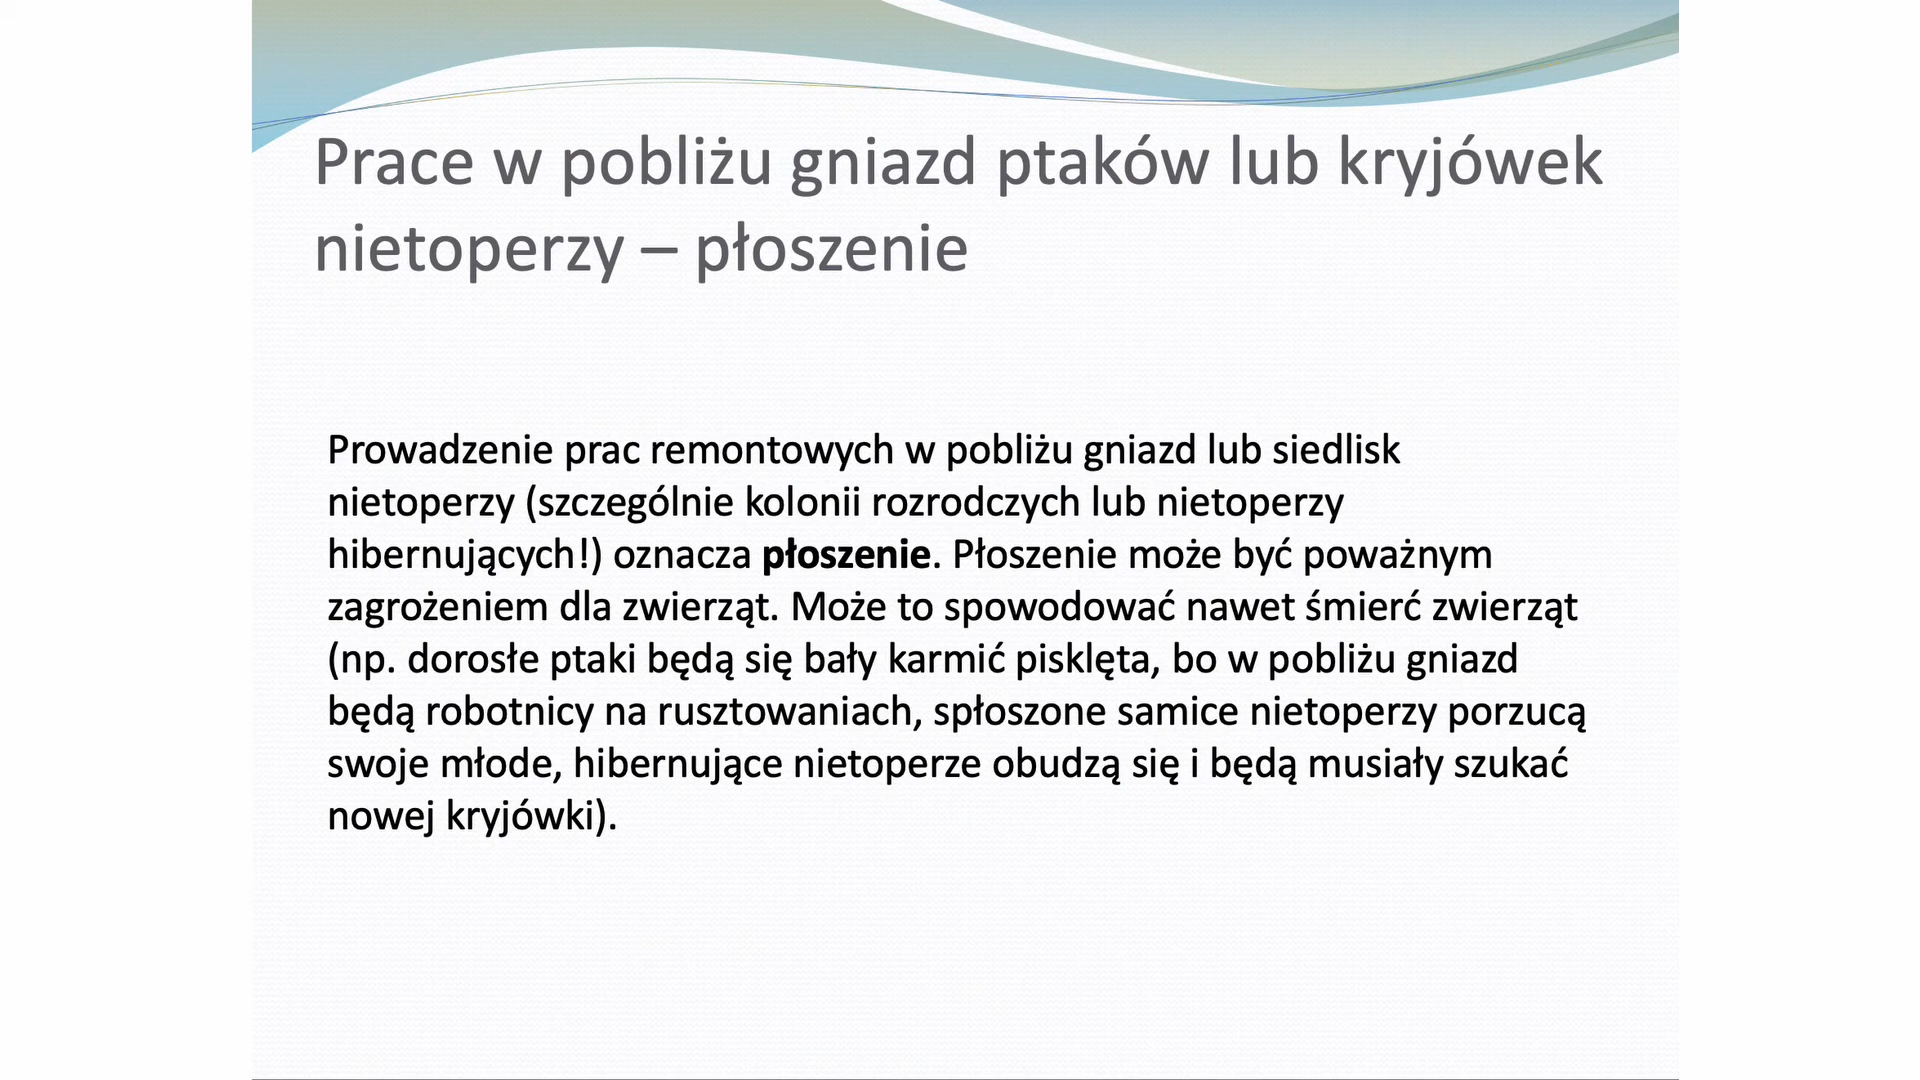 Prace w pobliżu gniazd ptaków lub kryjówek
nietoperzy – płoszenie
Prowadzenie prac remontowych w pobliżu gniazd lub siedlisk
nietoperzy (szczególnie kolonii rozrodczych lub nietoperzy
hibernujących!) oznacza płoszenie. Płoszenie może być poważnym
zagrożeniem dla zwierząt. Może to spowodować nawet śmierć zwierząt
(np. dorosłe ptaki będą się bały karmić pisklęta, bo w pobliżu gniazd
będą robotnicy na rusztowaniach, spłoszone samice nietoperzy porzucą
swoje młode, hibernujące nietoperze obudzą się i będą musiały szukać
nowej kryjówki).